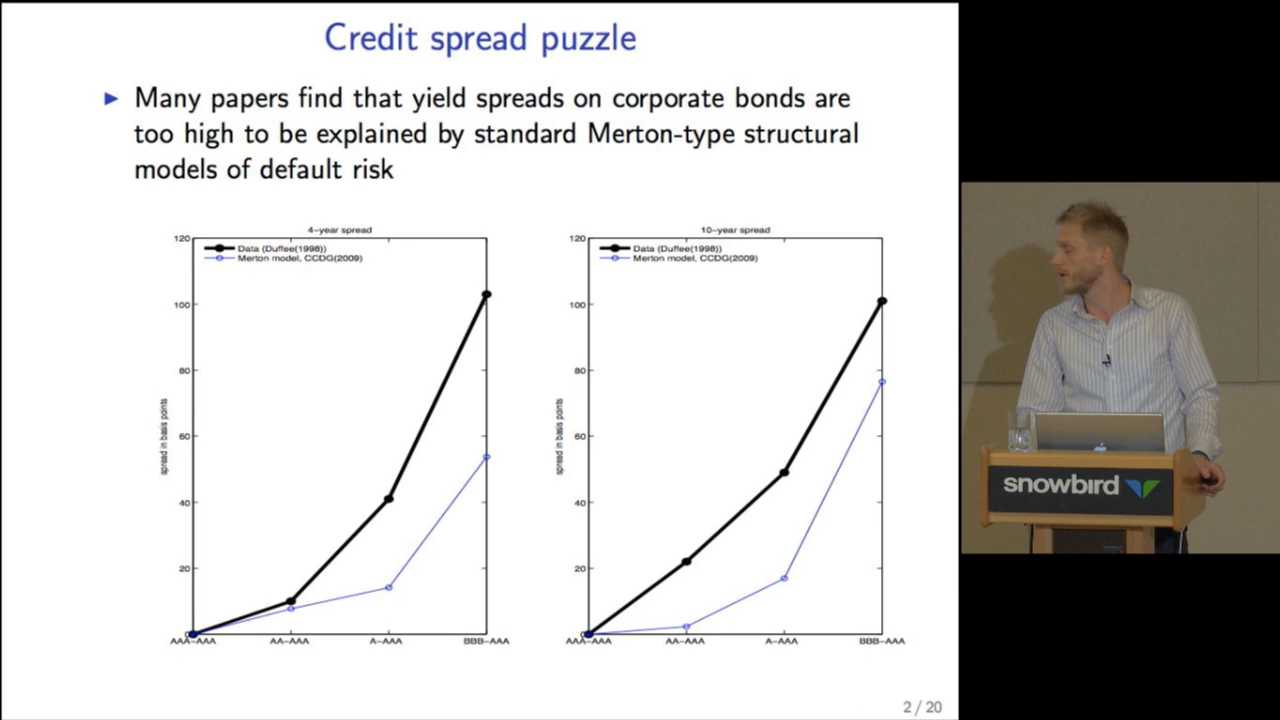 Credit spread puzzle
Many papers find that yield spreads on corporate bonds are
too high to be explained by standard Merton-type structural
models of default risk
4-year spread
120
Data (Duffee(1998))
Merton model, CCDG(2009)
100
80
60
40
20
0
spread in basis points
AAA-AAA
AA-AAA
A-AAA
BBB-AAA
10-year spread
120
Data (Duffee(1998))
Merton model, CCDG(2009)
100
80
60
40
20
0
spread in basis points
AAA-AAA
AA-AAA
A-AAA
BBB-AAA
2 / 20
snowbird